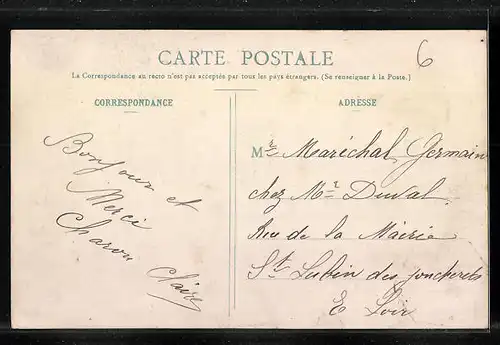 CARTE POSTALE
La Correspondance au recto n'est pas acceptée par tous les pays étrangers. (Se renseigner à la Poste.)
6
CORRESPONDANCE
Bonjour et
Merci
Charon
Claire
ADRESSE
Mr Maréchal Germain
chez Mr Duval
Rue de la Mairie
St Lubin des joncherets
E Loir